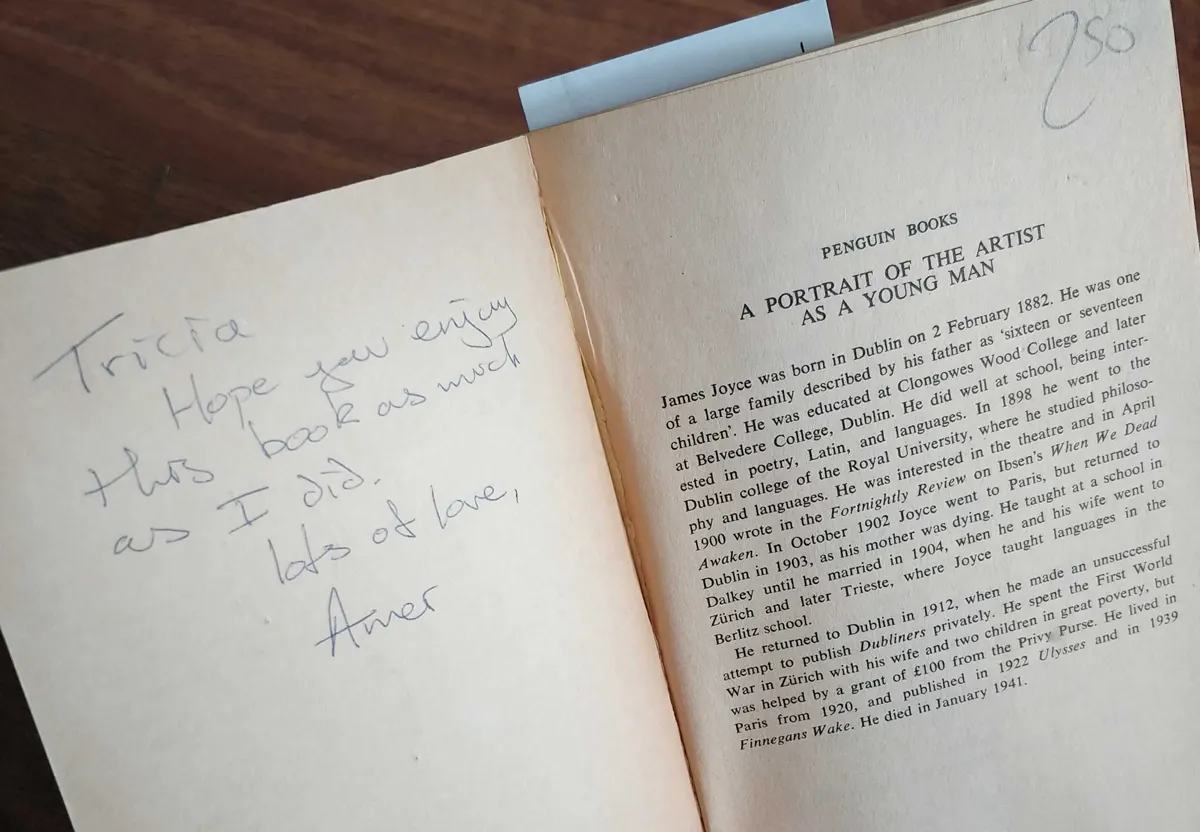 Tricia
Hope you enjoy
this book as much
as I did.
lots of love,
Amer
PENGUIN BOOKS
A PORTRAIT OF THE ARTIST
AS A YOUNG MAN
James Joyce was born in Dublin on 2 February 1882. He was one
of a large family described by his father as ‘sixteen or seventeen
children’. He was educated at Clongowes Wood College and later
at Belvedere College, Dublin. He did well at school, being inter-
ested in poetry, Latin, and languages. In 1898 he went to the
Dublin college of the Royal University, where he studied philoso-
phy and languages. He was interested in the theatre and in April
1900 wrote in the Fortnightly Review on Ibsen's When We Dead
Awaken. In October 1902 Joyce went to Paris, but returned to
Dublin in 1903, as his mother was dying. He taught at a school in
Dalkey until he married in 1904, when he and his wife went to
Zürich and later Trieste, where Joyce taught languages in the
Berlitz school.
He returned to Dublin in 1912, when he made an unsuccessful
attempt to publish Dubliners privately. He spent the First World
War in Zürich with his wife and two children in great poverty, but
was helped by a grant of £100 from the Privy Purse. He lived in
Paris from 1920, and published in 1922 Ulysses and in 1939
Finnegans Wake. He died in January 1941.